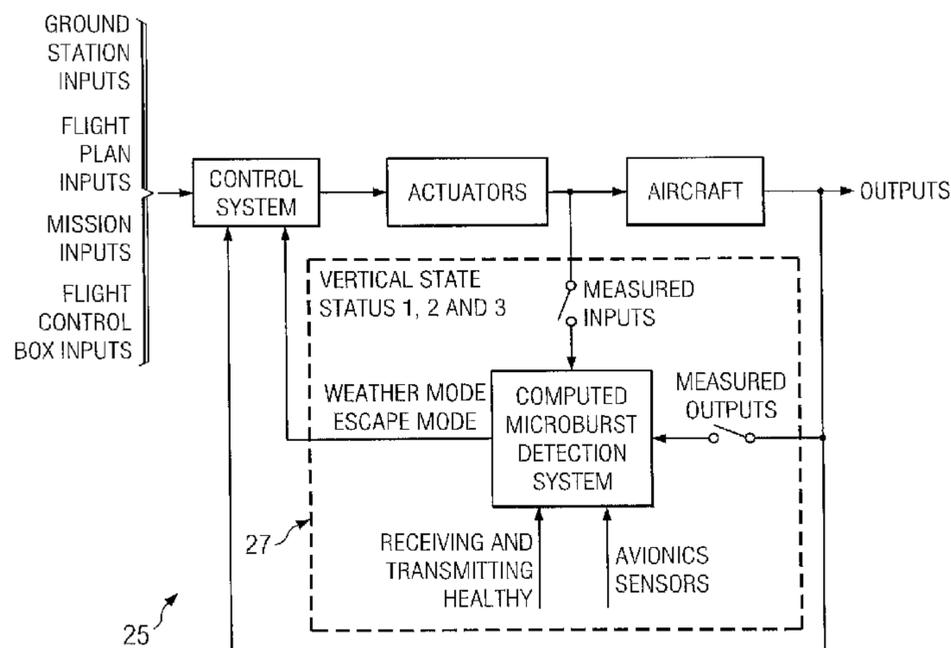 GROUND
STATION
INPUTS
FLIGHT
PLAN
INPUTS
MISSION
INPUTS
FLIGHT
CONTROL
BOX INPUTS
CONTROL
SYSTEM
ACTUATORS
AIRCRAFT
OUTPUTS
VERTICAL STATE
STATUS 1, 2 AND 3
MEASURED
INPUTS
WEATHER MODE
ESCAPE MODE
COMPUTED
MICROBURST
DETECTION
SYSTEM
MEASURED
OUTPUTS
27
RECEIVING AND
TRANSMITTING
HEALTHY
AVIONICS
SENSORS
25